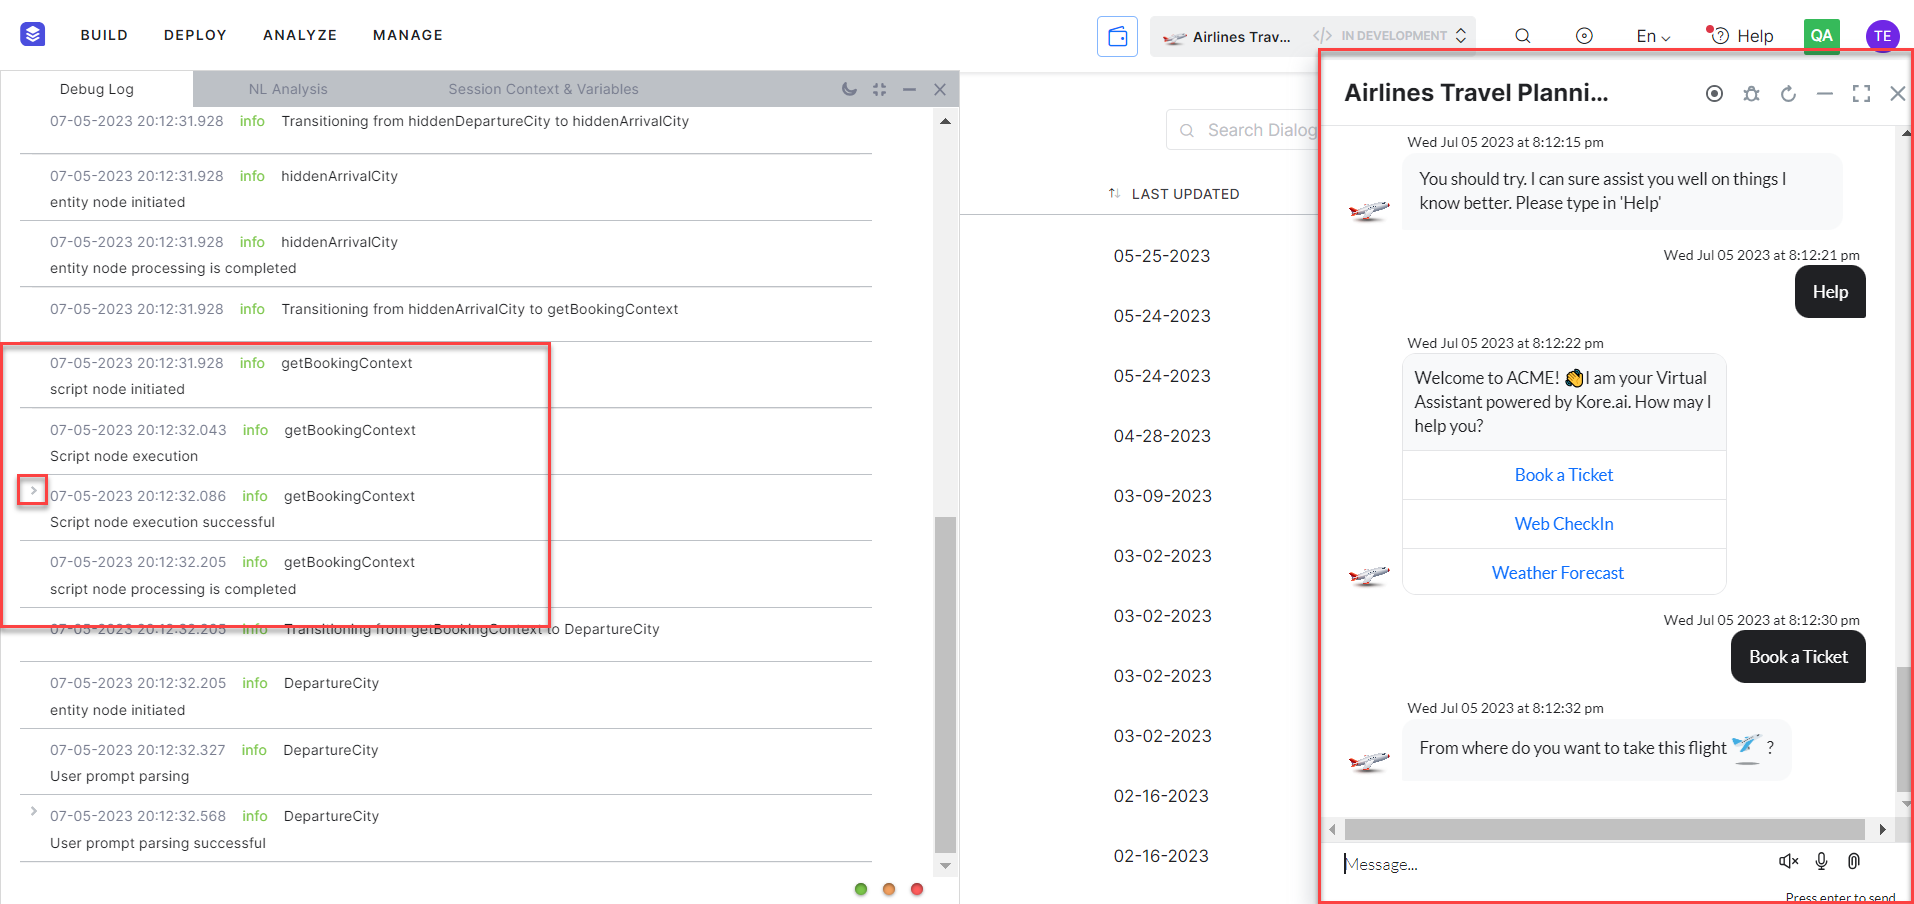 BUILD DEPLOY ANALYZE MANAGE
Airlines Trav... </> IN DEVELOPMENT En Help QA TE
Debug Log NL Analysis Session Context & Variables
07-05-2023 20:12:31.928 info Transitioning from hiddenDepartureCity to hiddenArrivalCity
07-05-2023 20:12:31.928 info hiddenArrivalCity
entity node initiated
07-05-2023 20:12:31.928 info hiddenArrivalCity
entity node processing is completed
07-05-2023 20:12:31.928 info Transitioning from hiddenArrivalCity to getBookingContext
07-05-2023 20:12:31.928 info getBookingContext
script node initiated
07-05-2023 20:12:32.043 info getBookingContext
Script node execution
07-05-2023 20:12:32.086 info getBookingContext
Script node execution successful
07-05-2023 20:12:32.205 info getBookingContext
script node processing is completed
07-05-2023 20:12:32.205 info Transitioning from getBookingContext to DepartureCity
07-05-2023 20:12:32.205 info DepartureCity
entity node initiated
07-05-2023 20:12:32.327 info DepartureCity
User prompt parsing
07-05-2023 20:12:32.568 info DepartureCity
User prompt parsing successful
Search Dialog
LAST UPDATED
05-25-2023
05-24-2023
05-24-2023
04-28-2023
03-09-2023
03-02-2023
03-02-2023
03-02-2023
03-02-2023
02-16-2023
02-16-2023
Airlines Travel Planni...
Wed Jul 05 2023 at 8:12:15 pm
You should try. I can sure assist you well on things I
know better. Please type in 'Help'
Wed Jul 05 2023 at 8:12:21 pm
Help
Wed Jul 05 2023 at 8:12:22 pm
Welcome to ACME! 👏I am your Virtual
Assistant powered by Kore.ai. How may I
help you?
Book a Ticket
Web CheckIn
Weather Forecast
Wed Jul 05 2023 at 8:12:30 pm
Book a Ticket
Wed Jul 05 2023 at 8:12:32 pm
From where do you want to take this flight ?
Message...
Press enter to send